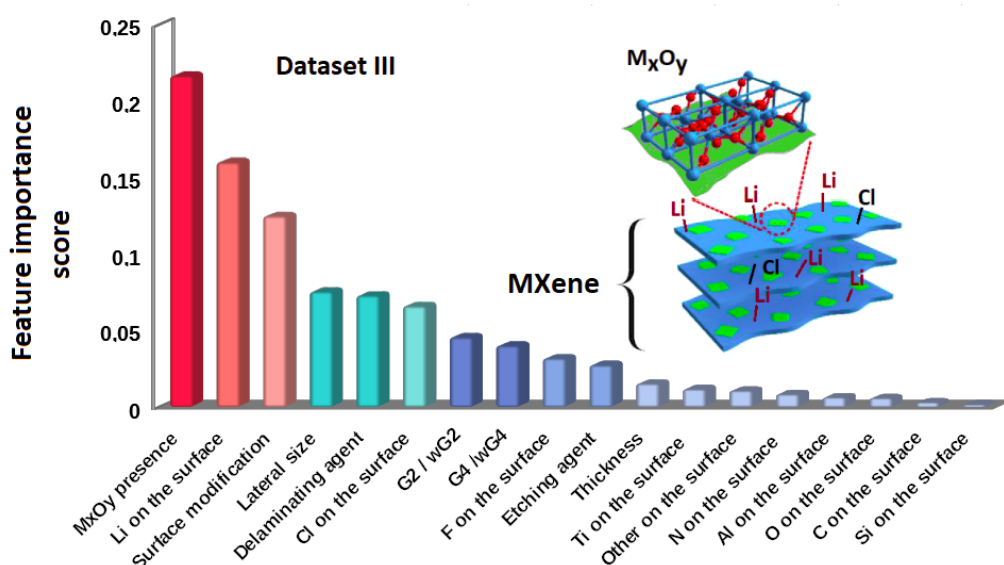 0,25
0,2
0,15
0,1
0,05
0
Feature importance
score
Dataset III
MxOy
Li
Li
Li
Cl
MXene
Cl
Li
Li
Li
MxOy presence
Li on the surface
Surface modification
Lateral size
Delaminating agent
Cl on the surface
G2 / wG2
G4 /wG4
F on the surface
Etching agent
Thickness
Ti on the surface
Other on the surface
N on the surface
Al on the surface
O on the surface
C on the surface
Si on the surface